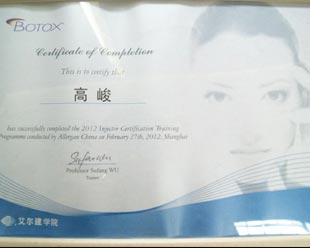 BOTOX
Certificate of Completion
This is to certify that
高 峻
has successfully completed the 2012 Injector Certification Training
Programme conducted by Allergan China on February 27th, 2012, Shanghai
Professor Sufang WU
Trainer
艾尔建学院